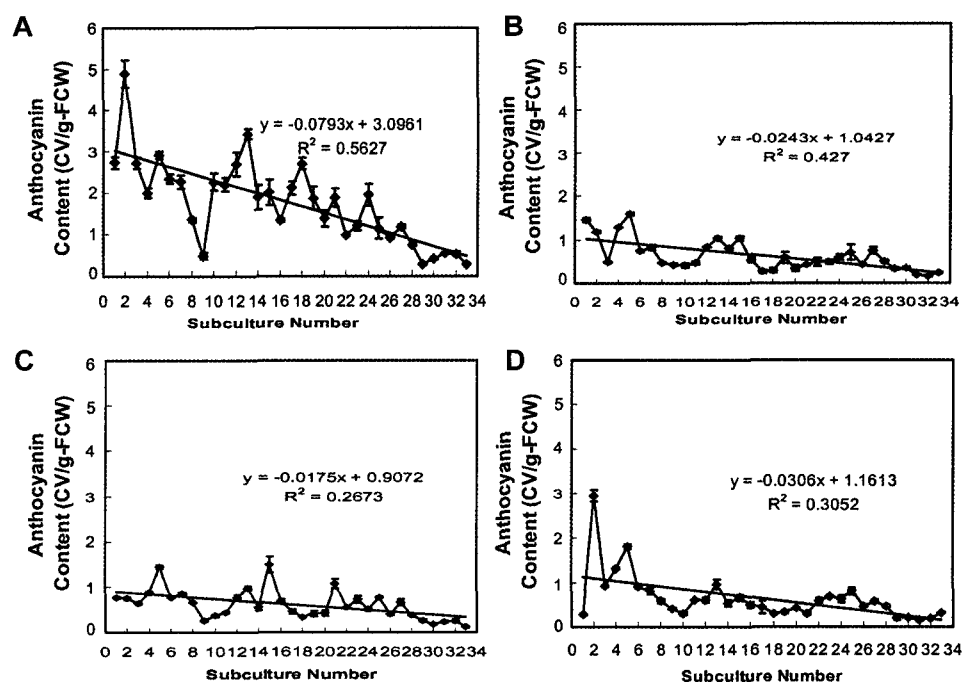 A
Anthocyanin
Content (CV/g-FCW)
6
5
4
3
2
1
0
y = -0.0793x + 3.0961
R² = 0.5627
0 2 4 6 8 10 12 14 16 18 20 22 24 26 28 30 32 34
Subculture Number
B
Anthocyanin
Content (CV/g-FCW)
6
5
4
3
2
1
0
y = -0.0243x + 1.0427
R² = 0.427
0 2 4 6 8 10 12 14 16 18 20 22 24 26 28 30 32 34
Subculture Number
C
Anthocyanin
Content (CV/g-FCW)
6
5
4
3
2
1
0
y = -0.0175x + 0.9072
R² = 0.2673
0 2 4 6 8 10 12 14 16 18 20 22 24 26 28 30 32 34
Subculture Number
D
Anthocyanin
Content (CV/g-FCW)
6
5
4
3
2
1
0
y = -0.0306x + 1.1613
R² = 0.3052
0 2 4 6 8 10 12 14 16 18 20 22 24 26 28 30 32 34
Subculture Number